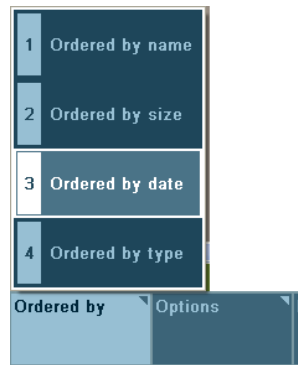 1 Ordered by name
2 Ordered by size
3 Ordered by date
4 Ordered by type
Ordered by Options